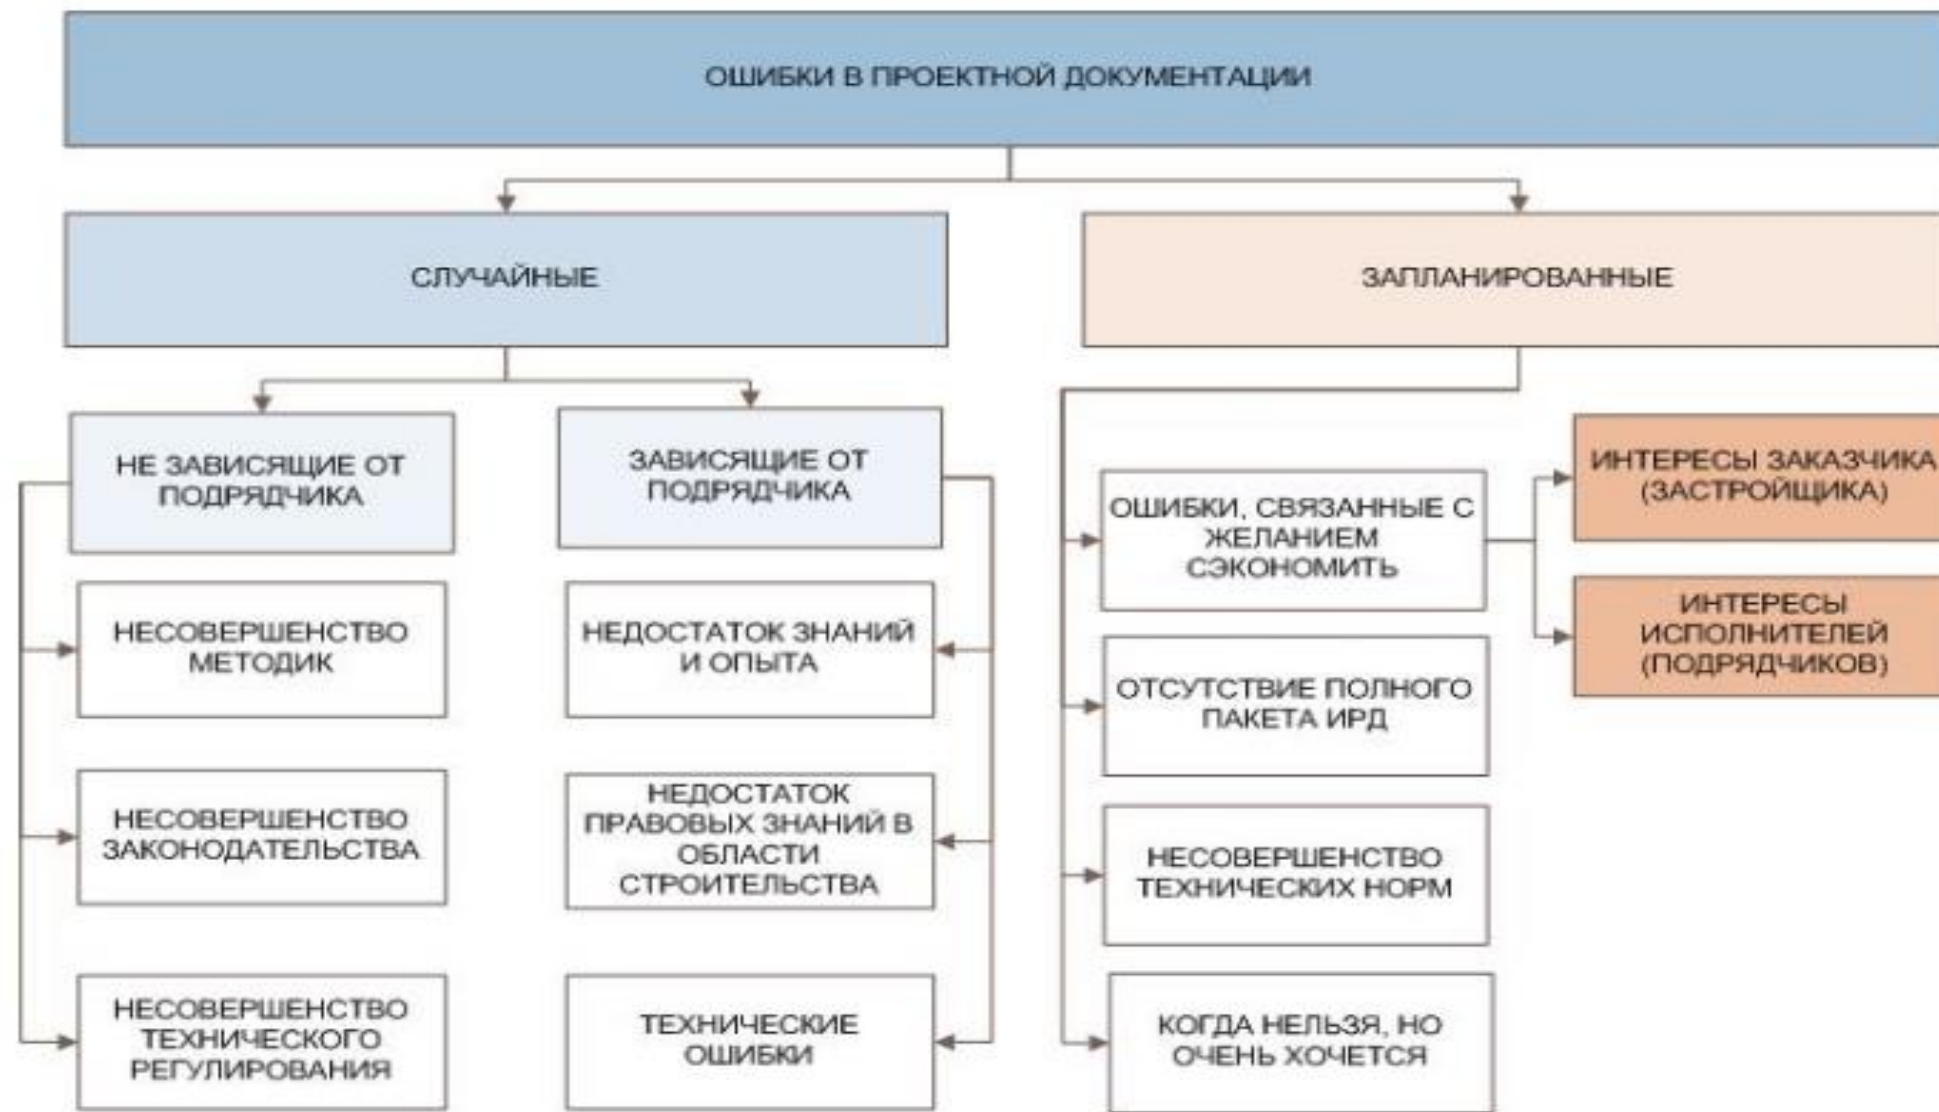 ОШИБКИ В ПРОЕКТНОЙ ДОКУМЕНТАЦИИ
СЛУЧАЙНЫЕ
ЗАПЛАНИРОВАННЫЕ
НЕ ЗАВИСЯЩИЕ ОТ
ПОДРЯДЧИКА
ЗАВИСЯЩИЕ ОТ
ПОДРЯДЧИКА
НЕСОВЕРШЕНСТВО
МЕТОДИК
НЕСОВЕРШЕНСТВО
ЗАКОНОДАТЕЛЬСТВА
НЕСОВЕРШЕНСТВО
ТЕХНИЧЕСКОГО
РЕГУЛИРОВАНИЯ
НЕДОСТАТОК ЗНАНИЙ
И ОПЫТА
НЕДОСТАТОК
ПРАВОВЫХ ЗНАНИЙ В
ОБЛАСТИ
СТРОИТЕЛЬСТВА
ТЕХНИЧЕСКИЕ
ОШИБКИ
ОШИБКИ, СВЯЗАННЫЕ С
ЖЕЛАНИЕМ
СЭКОНОМИТЬ
ИНТЕРЕСЫ ЗАКАЗЧИКА
(ЗАСТРОЙЩИКА)
ИНТЕРЕСЫ
ИСПОЛНИТЕЛЕЙ
(ПОДРЯДЧИКОВ)
ОТСУТСТВИЕ ПОЛНОГО
ПАКЕТА ИРД
НЕСОВЕРШЕНСТВО
ТЕХНИЧЕСКИХ НОРМ
КОГДА НЕЛЬЗЯ, НО
ОЧЕНЬ ХОЧЕТСЯ